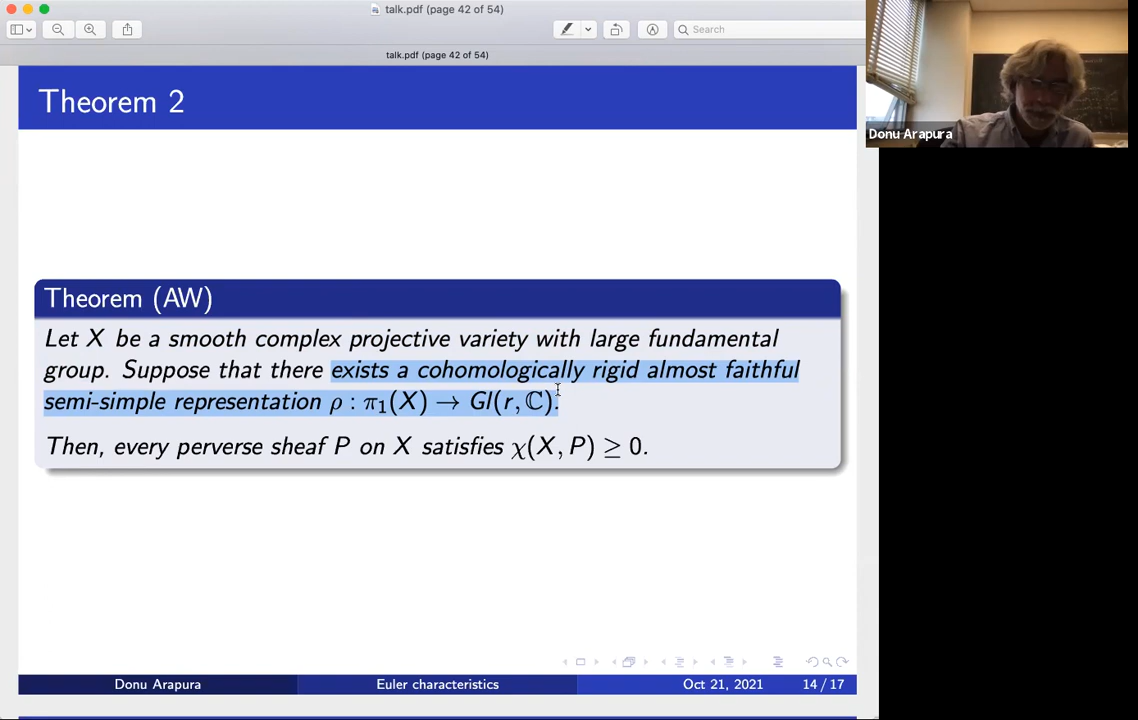 talk.pdf (page 42 of 54)
Search
talk.pdf (page 42 of 54)
Donu Arapura
Theorem 2
Theorem (AW)
Let X be a smooth complex projective variety with large fundamental
group. Suppose that there exists a cohomologically rigid almost faithful
semi-simple representation ρ : π₁(X) → Gl(r, ℂ).
Then, every perverse sheaf P on X satisfies χ(X, P) ≥ 0.
Donu Arapura Euler characteristics Oct 21, 2021 14 / 17